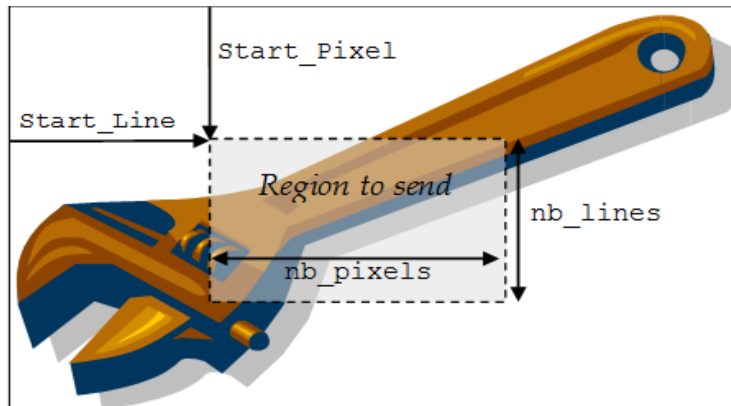 Start_Pixel
Start_Line
Region to send
nb_lines
nb_pixels